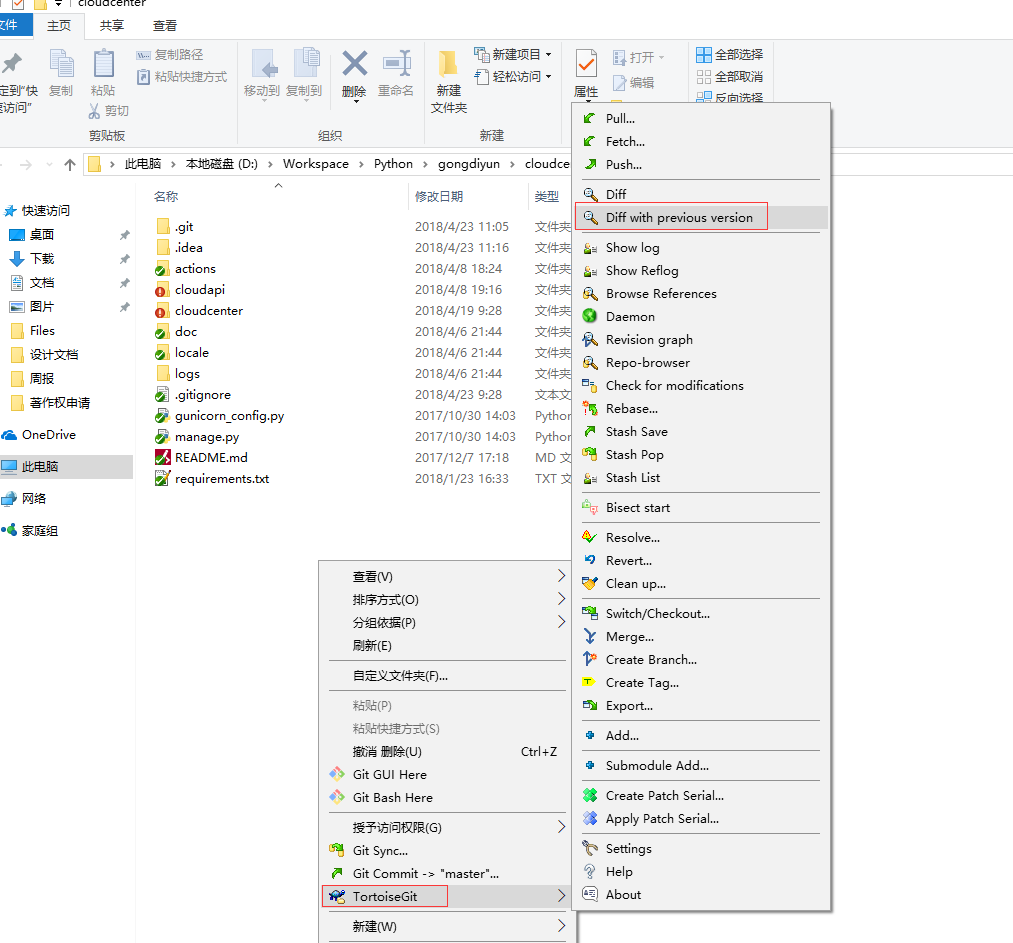 cloudcenter
文件 主页 共享 查看
复制路径 新建项目 打开 全部选择
粘贴快捷方式 轻松访问 全部取消
定到"快 复制 粘贴 移动到 复制到 删除 重命名 新建 属性 编辑
速访问" 剪切 文件夹 反向选择
剪贴板 组织 新建
此电脑 本地磁盘 (D:) Workspace Python gongdiyun
名称 修改日期 类型
快速访问
桌面
下载
文档
图片
Files
设计文档
周报
著作权申请
OneDrive
此电脑
网络
家庭组
.git 2018/4/23 11:05 文件夹
.idea 2018/4/23 11:16 文件夹
actions 2018/4/8 18:24 文件夹
cloudapi 2018/4/8 19:16 文件夹
cloudcenter 2018/4/19 9:28 文件夹
doc 2018/4/6 21:44 文件夹
locale 2018/4/6 21:44 文件夹
logs 2018/4/6 21:44 文件夹
.gitignore 2018/4/23 9:28 文本文
gunicorn_config.py 2017/10/30 14:03 Python
manage.py 2017/10/30 14:03 Python
README.md 2017/12/7 17:18 MD 文
requirements.txt 2018/1/23 16:33 TXT 文
查看(V)
排序方式(O)
分组依据(P)
刷新(E)
自定义文件夹(F)...
粘贴(P)
粘贴快捷方式(S)
撤消 删除(U) Ctrl+Z
Git GUI Here
Git Bash Here
授予访问权限(G)
Git Sync...
Git Commit -> "master"...
TortoiseGit
新建(W)
Pull...
Fetch...
Push...
Diff
Diff with previous version
Show log
Show Reflog
Browse References
Daemon
Revision graph
Repo-browser
Check for modifications
Rebase...
Stash Save
Stash Pop
Stash List
Bisect start
Resolve...
Revert...
Clean up...
Switch/Checkout...
Merge...
Create Branch...
Create Tag...
Export...
Add...
Submodule Add...
Create Patch Serial...
Apply Patch Serial...
Settings
Help
About